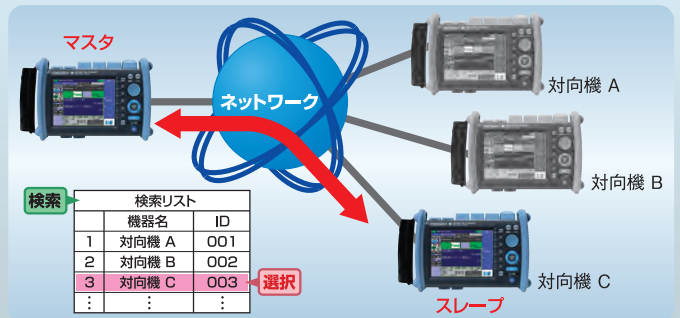 マスタ
ネットワーク
対向機 A
対向機 B
対向機 C
スレーブ
検索
検索リスト
機器名 ID
1 対向機 A 001
2 対向機 B 002
3 対向機 C 003
選択
⋮ ⋮ ⋮